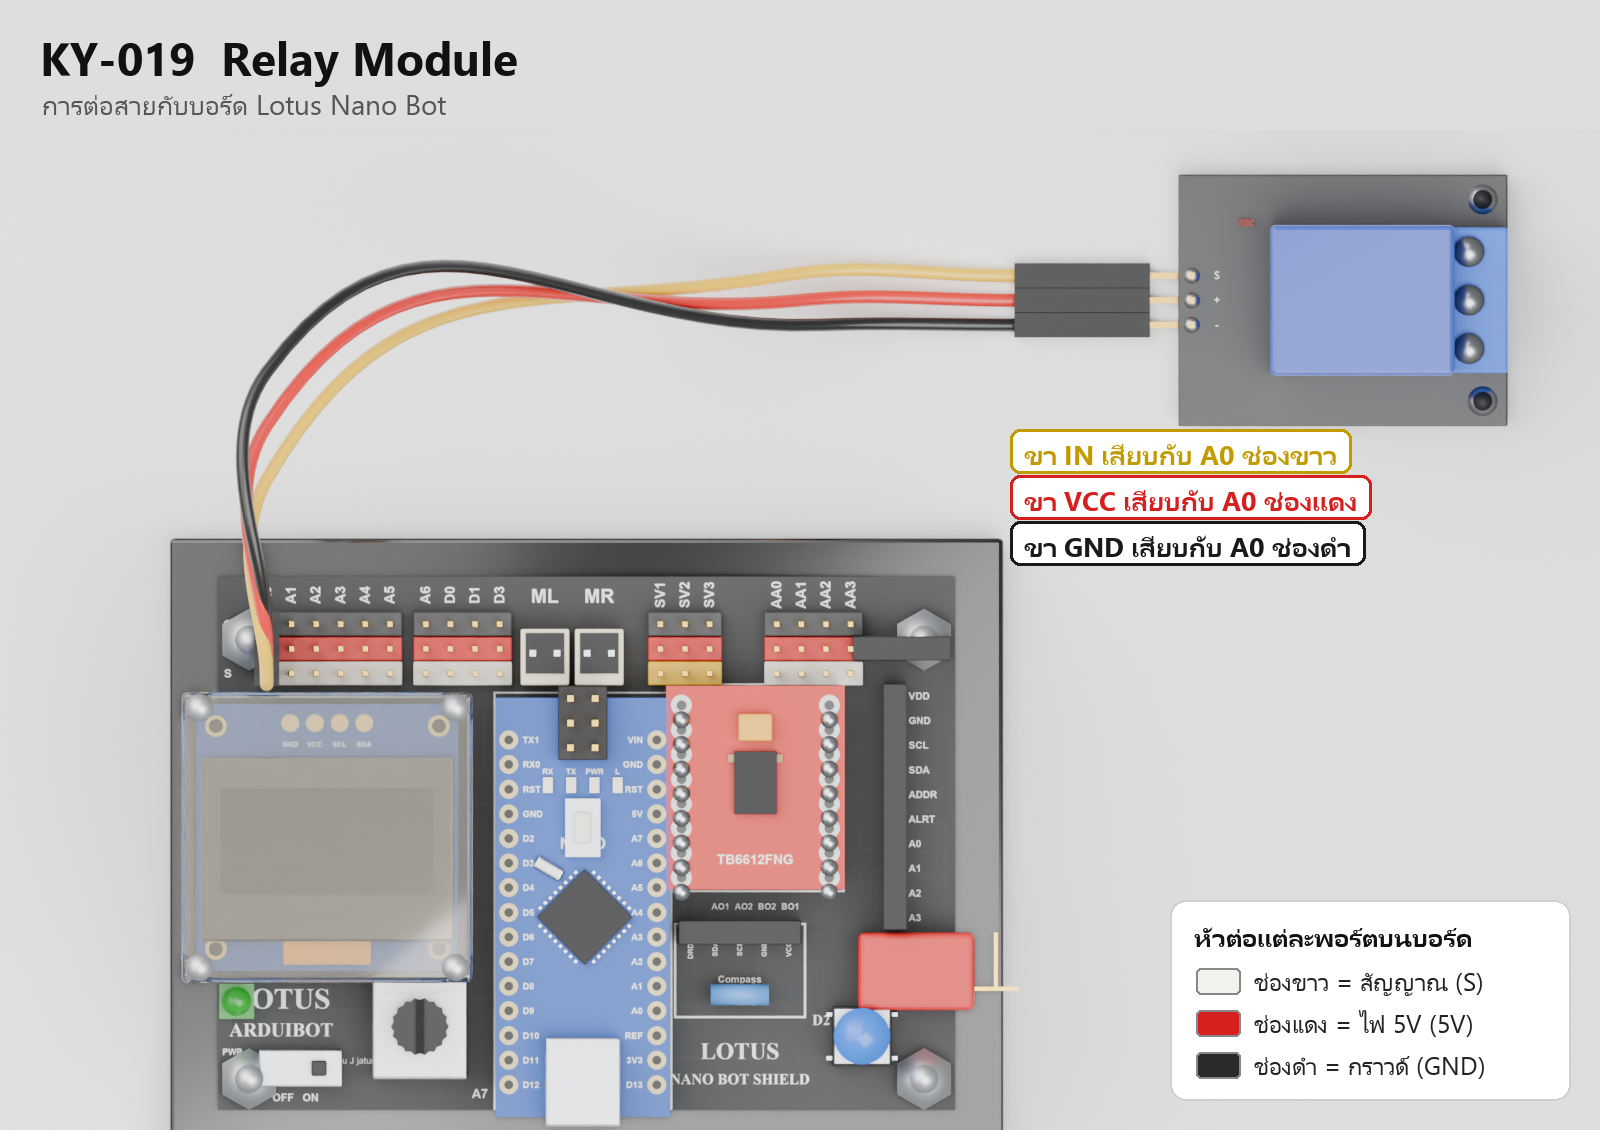 KY-019 Relay Module
การต่อสายกับบอร์ด Lotus Nano Bot
S
+
-
ขา IN เสียบกับ A0 ช่องขาว
ขา VCC เสียบกับ A0 ช่องแดง
ขา GND เสียบกับ A0 ช่องดำ
A1 A2 A3 A4 A5 A6 D0 D1 D3 ML MR SV1 SV2 SV3 AA0 AA1 AA2 AA3
S
GND VCC SCL SDA
TX1 VIN
RX0 GND
RX TX PWR L
RST RST
GND 5V
D2 A7
D3 A6
D4 A5
D5 A4
D6 A3
D7 A2
D8 A1
D9 A0
D10 REF
D11 3V3
D12 D13
TB6612FNG
AO1 AO2 BO2 BO1
SDA GND VCC
Compass
VDD
GND
SCL
SDA
ADDR
ALRT
A0
A1
A2
A3
D2
LOTUS
NANO BOT SHIELD
OTUS
ARDUIBOT
PWR
OFF ON
A7
หัวต่อแต่ละพอร์ตบนบอร์ด
ช่องขาว = สัญญาณ (S)
ช่องแดง = ไฟ 5V (5V)
ช่องดำ = กราวด์ (GND)